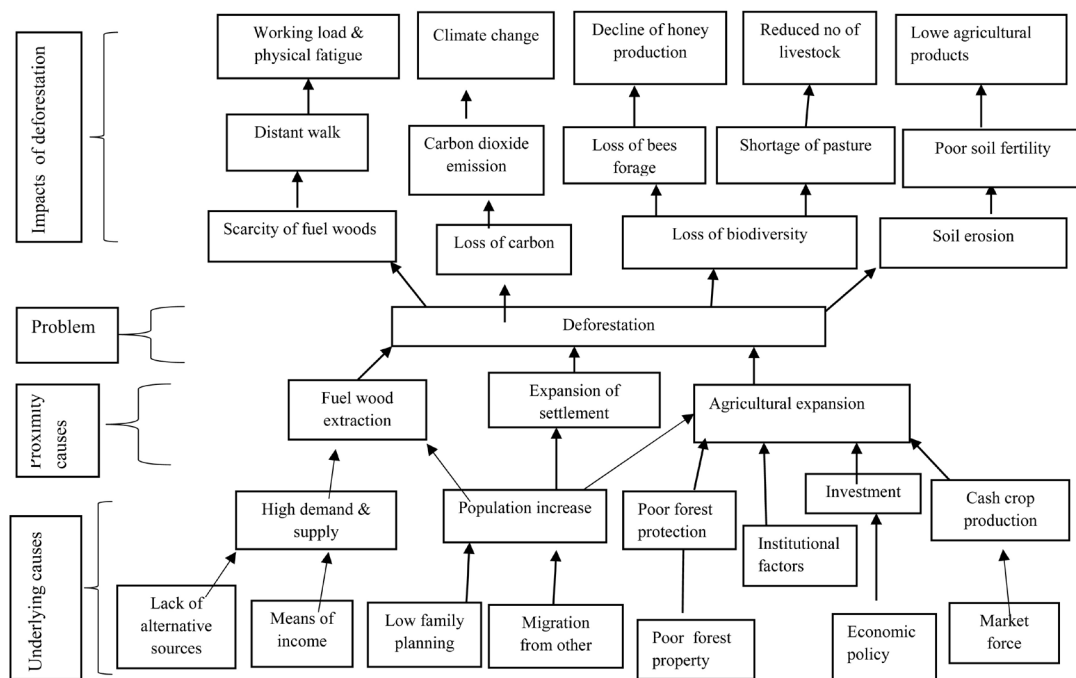 Impacts of deforestation
Working load &
physical fatigue
Climate change
Decline of honey
production
Reduced no of
livestock
Lowe agricultural
products
Distant walk
Carbon dioxide
emission
Loss of bees
forage
Shortage of pasture
Poor soil fertility
Scarcity of fuel woods
Loss of carbon
Loss of biodiversity
Soil erosion
Problem
Deforestation
Proximity
causes
Fuel wood
extraction
Expansion of
settlement
Agricultural expansion
Underlying causes
High demand &
supply
Population increase
Poor forest
protection
Institutional
factors
Investment
Cash crop
production
Lack of
alternative
sources
Means of
income
Low family
planning
Migration
from other
Poor forest
property
Economic
policy
Market
force